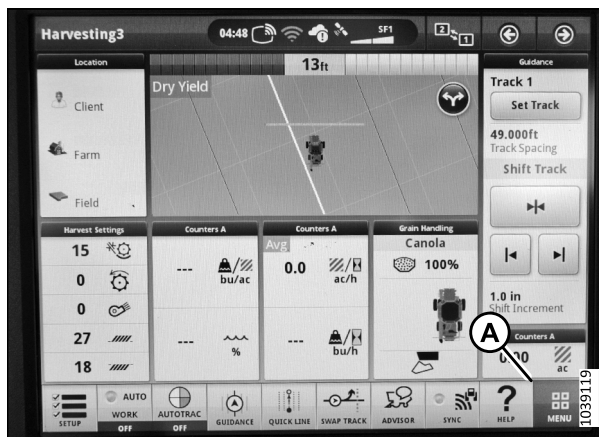 Harvesting3
04:48
SF1
2
1
Location
Client
Farm
Field
13ft
Dry Yield
Guidance
Track 1
Set Track
49.000ft
Track Spacing
Shift Track
1.0 in
Shift Increment
Harvest Settings
15
0
0
27
18
Counters A
---
bu/ac
---
%
Counters A
Avg
0.0
ac/h
---
bu/h
Grain Handling
Canola
100%
Counters A
0.00
ac
A
SETUP
AUTO
WORK
OFF
AUTOTRAC
OFF
GUIDANCE
QUICK LINE
SWAP TRACK
ADVISOR
SYNC
HELP
MENU
1039119